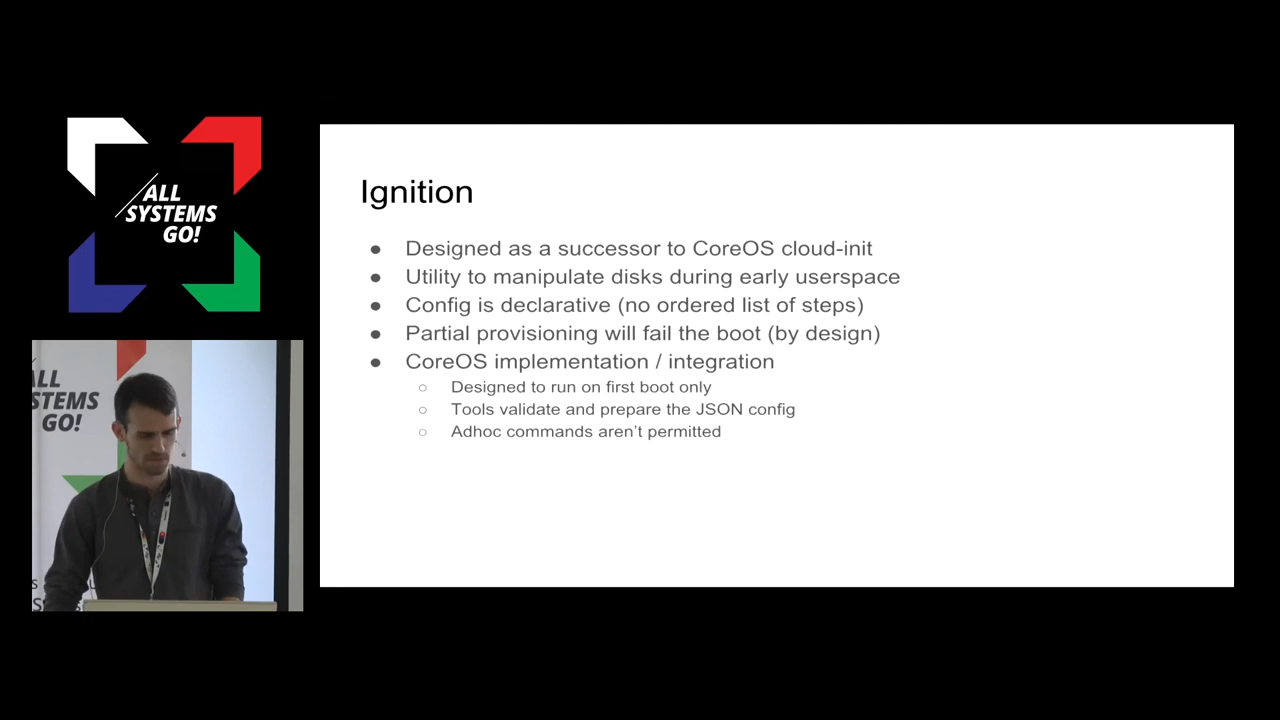 ALL
SYSTEMS
GO!
Ignition
● Designed as a successor to CoreOS cloud-init
● Utility to manipulate disks during early userspace
● Config is declarative (no ordered list of steps)
● Partial provisioning will fail the boot (by design)
● CoreOS implementation / integration
○ Designed to run on first boot only
○ Tools validate and prepare the JSON config
○ Adhoc commands aren't permitted
ALL
STEMS
GO!